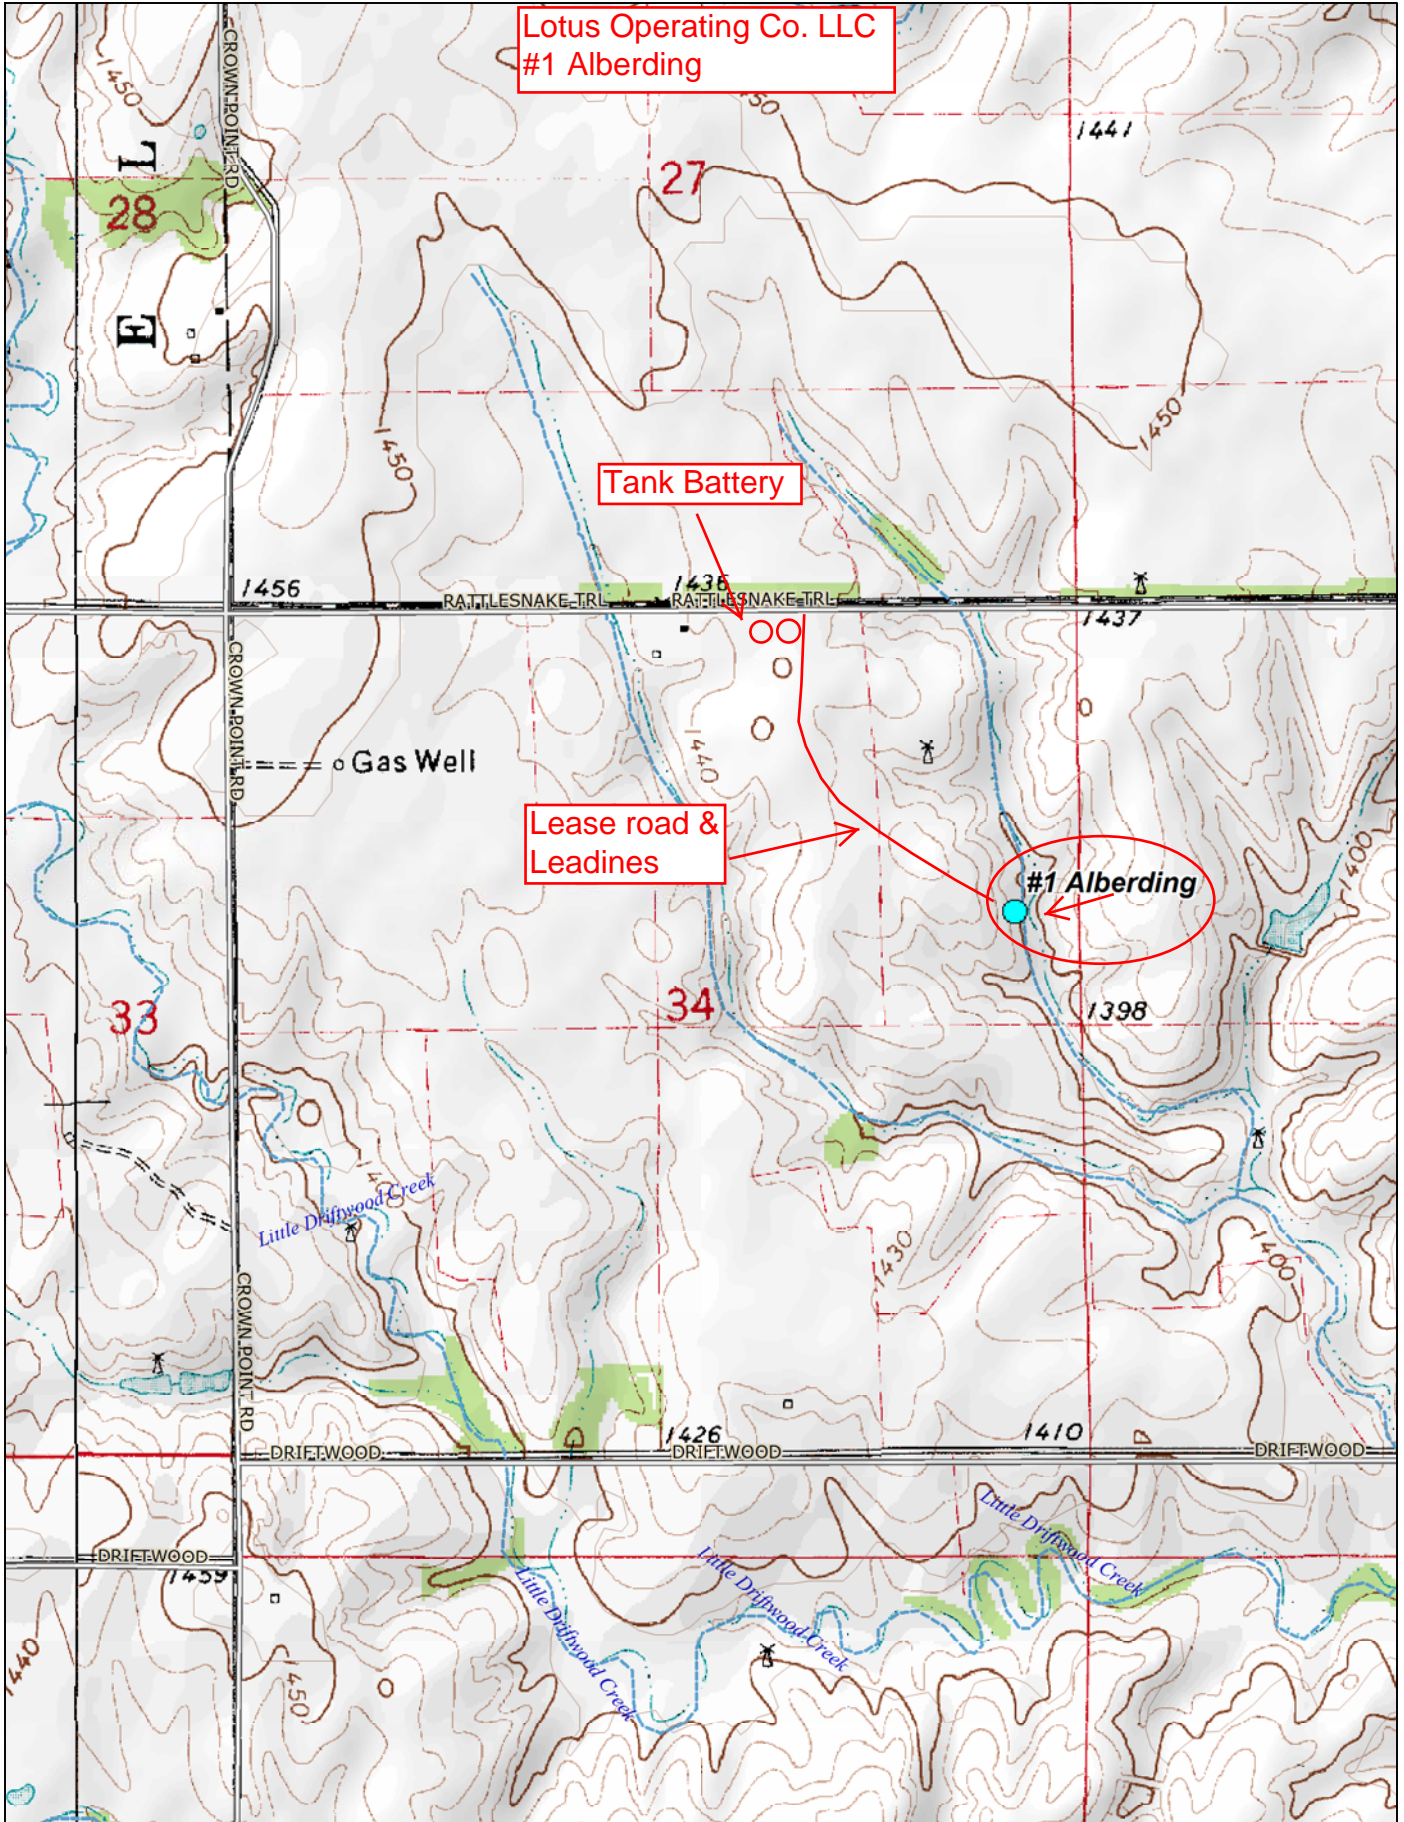 Lotus Operating Co. LLC
#1 Alberding
CROWN POINT RD
1450
50
1441
L
27
28
E
1450
1450
Tank Battery
1456
1436
RATTLESNAKE TRL
RATTLESNAKE TRL
1437
CROWN POINT RD
1440
Gas Well
Lease road &
Leadines
#1 Alberding
1400
33
34
1398
Little Driftwood Creek
1430
1400
CROWN POINT RD
1426
1410
DRIFTWOOD
DRIFTWOOD
DRIFTWOOD
DRIFTWOOD
1459
Little Driftwood Creek
Little Driftwood Creek
Little Driftwood Creek
1440
1450